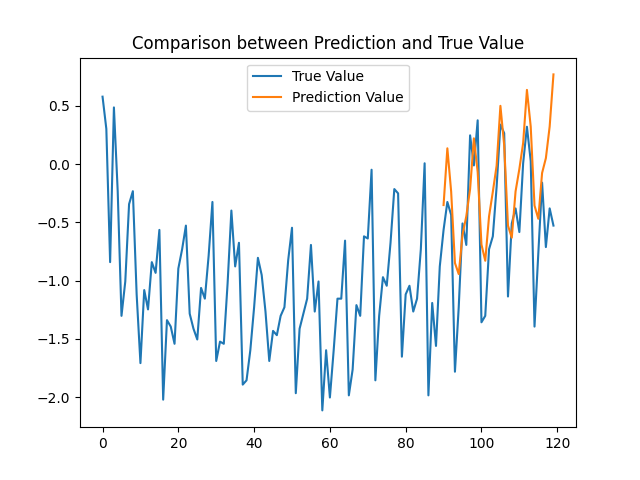 Comparison between Prediction and True Value
True Value
Prediction Value
0.5
0.0
−0.5
−1.0
−1.5
−2.0
0 20 40 60 80 100 120